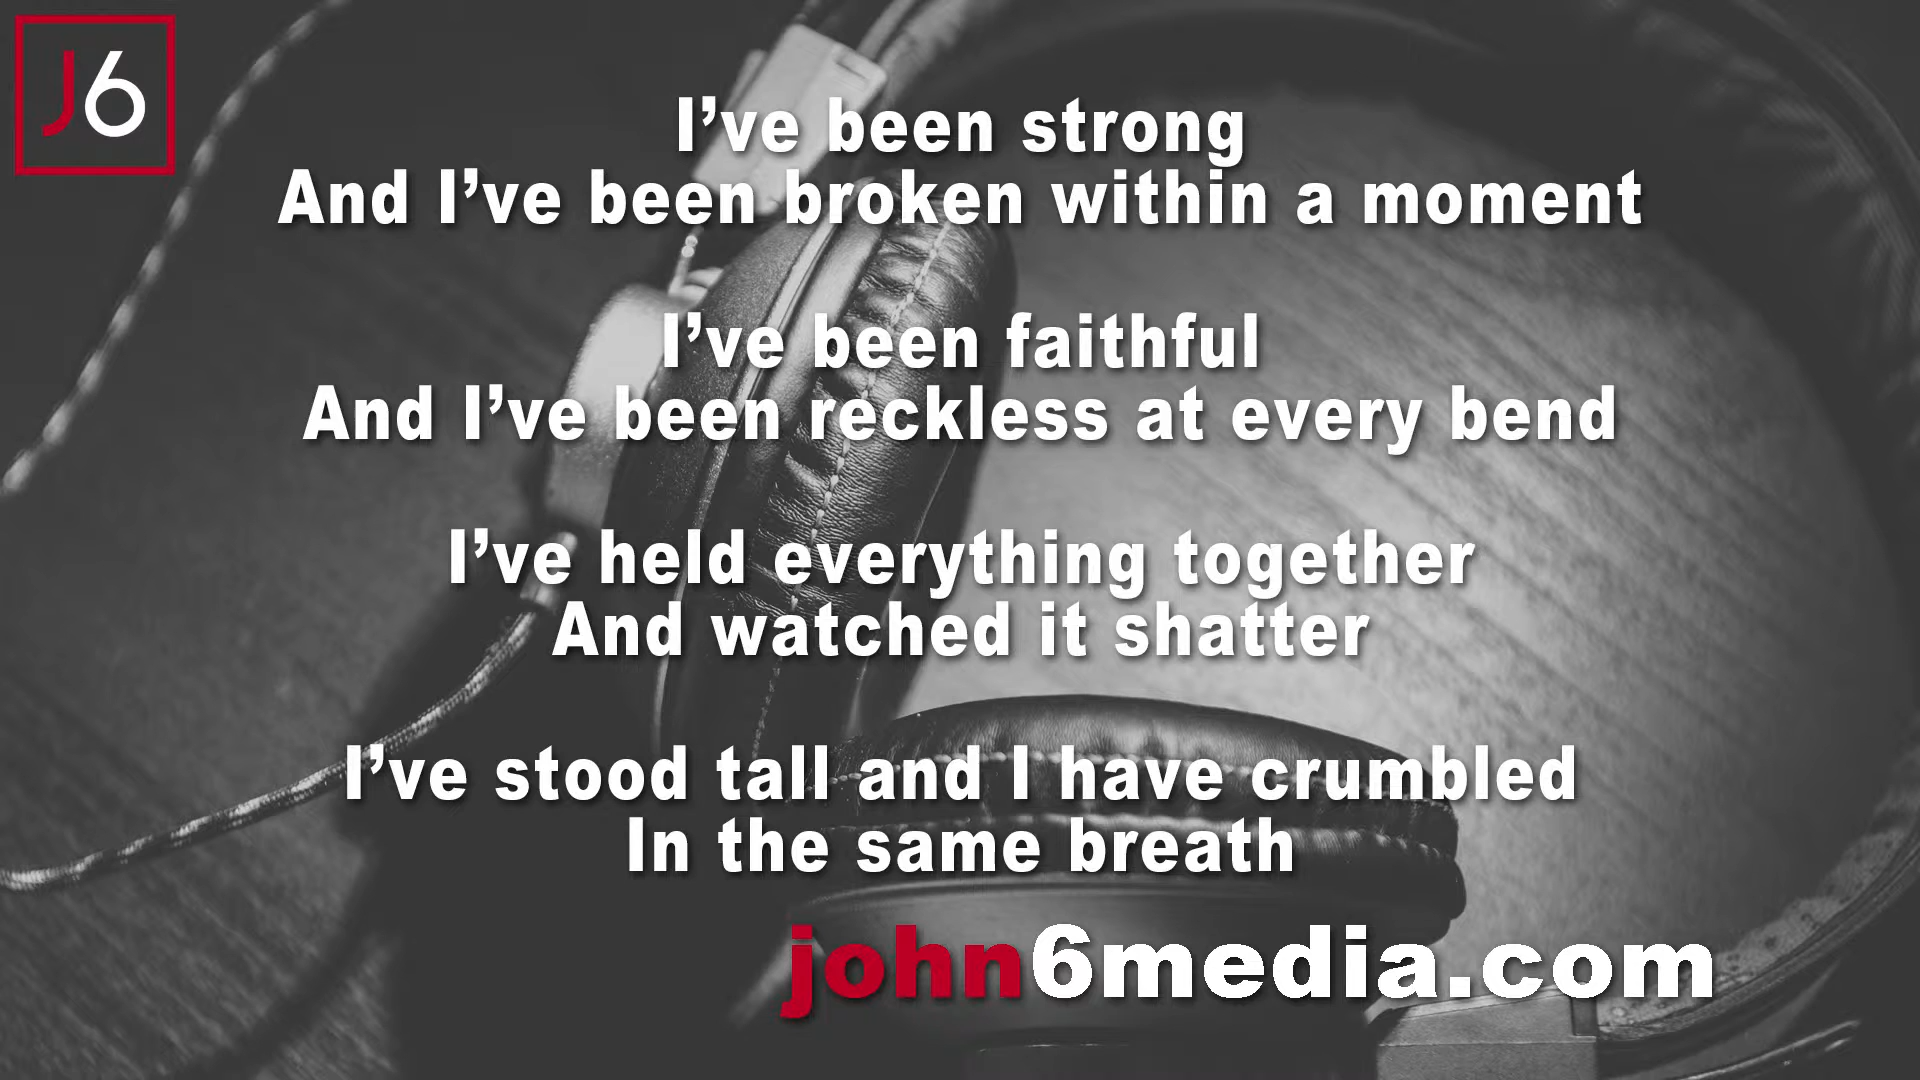 J6
I’ve been strong
And I’ve been broken within a moment
I’ve been faithful
And I’ve been reckless at every bend
I’ve held everything together
And watched it shatter
I’ve stood tall and I have crumbled
In the same breath
john6media.com